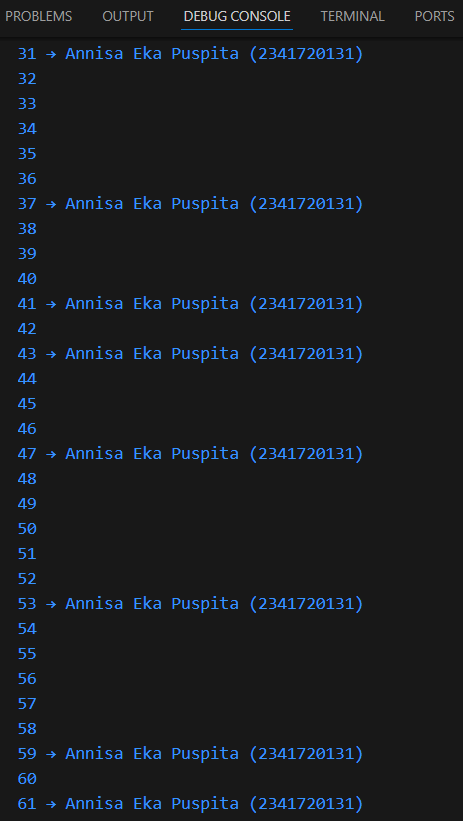 PROBLEMS OUTPUT DEBUG CONSOLE TERMINAL PORTS
31 → Annisa Eka Puspita (2341720131)
32
33
34
35
36
37 → Annisa Eka Puspita (2341720131)
38
39
40
41 → Annisa Eka Puspita (2341720131)
42
43 → Annisa Eka Puspita (2341720131)
44
45
46
47 → Annisa Eka Puspita (2341720131)
48
49
50
51
52
53 → Annisa Eka Puspita (2341720131)
54
55
56
57
58
59 → Annisa Eka Puspita (2341720131)
60
61 → Annisa Eka Puspita (2341720131)